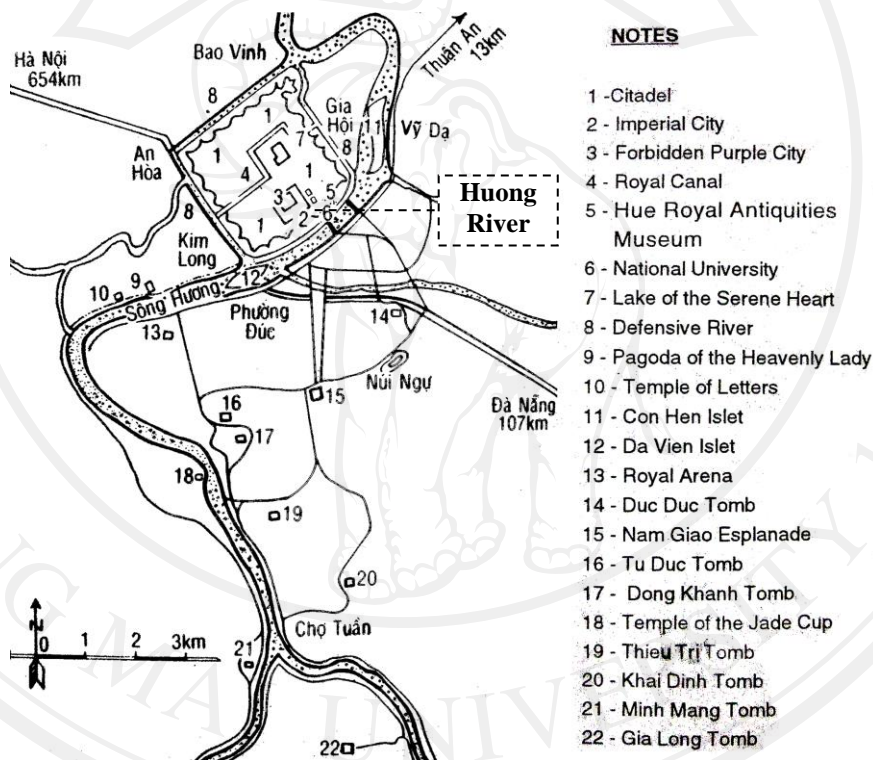 Hà Nội
654km
Bao Vinh
Thuận An
13km
8
1
1
Gia
Hội
11
Vỹ Dạ
7
8
An
Hòa
1
1
4
5
3
Huong
River
6
2
8
1
Kim
Long
12
9
10
Sông Hương
Phường
Đúc
13
14
Núi Ngự
15
Đà Nẵng
107km
16
17
18
19
20
Chợ Tuần
N
0 1 2 3km
21
22
NOTES
1 -Citadel
2 - Imperial City
3 - Forbidden Purple City
4 - Royal Canal
5 - Hue Royal Antiquities
Museum
6 - National University
7 - Lake of the Serene Heart
8 - Defensive River
9 - Pagoda of the Heavenly Lady
10 - Temple of Letters
11 - Con Hen Islet
12 - Da Vien Islet
13 - Royal Arena
14 - Duc Duc Tomb
15 - Nam Giao Esplanade
16 - Tu Duc Tomb
17 - Dong Khanh Tomb
18 - Temple of the Jade Cup
19 - Thieu Tri Tomb
20 - Khai Dinh Tomb
21 - Minh Mang Tomb
22 - Gia Long Tomb
UNIVERSITY